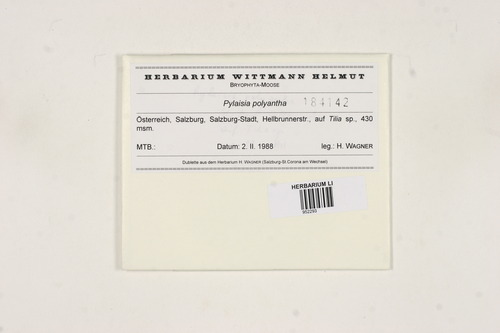 HERBARIUM WITTMANN HELMUT
BRYOPHYTA-MOOSE
Pylaisia polyantha 184142
Österreich, Salzburg, Salzburg-Stadt, Hellbrunnerstr., auf Tilia sp., 430
msm.
MTB.: Datum: 2. II. 1988 leg.: H. WAGNER
Dublette aus dem Herbarium H. WAGNER (Salzburg-St Corona am Wechsel)
HERBARIUM LI
952293